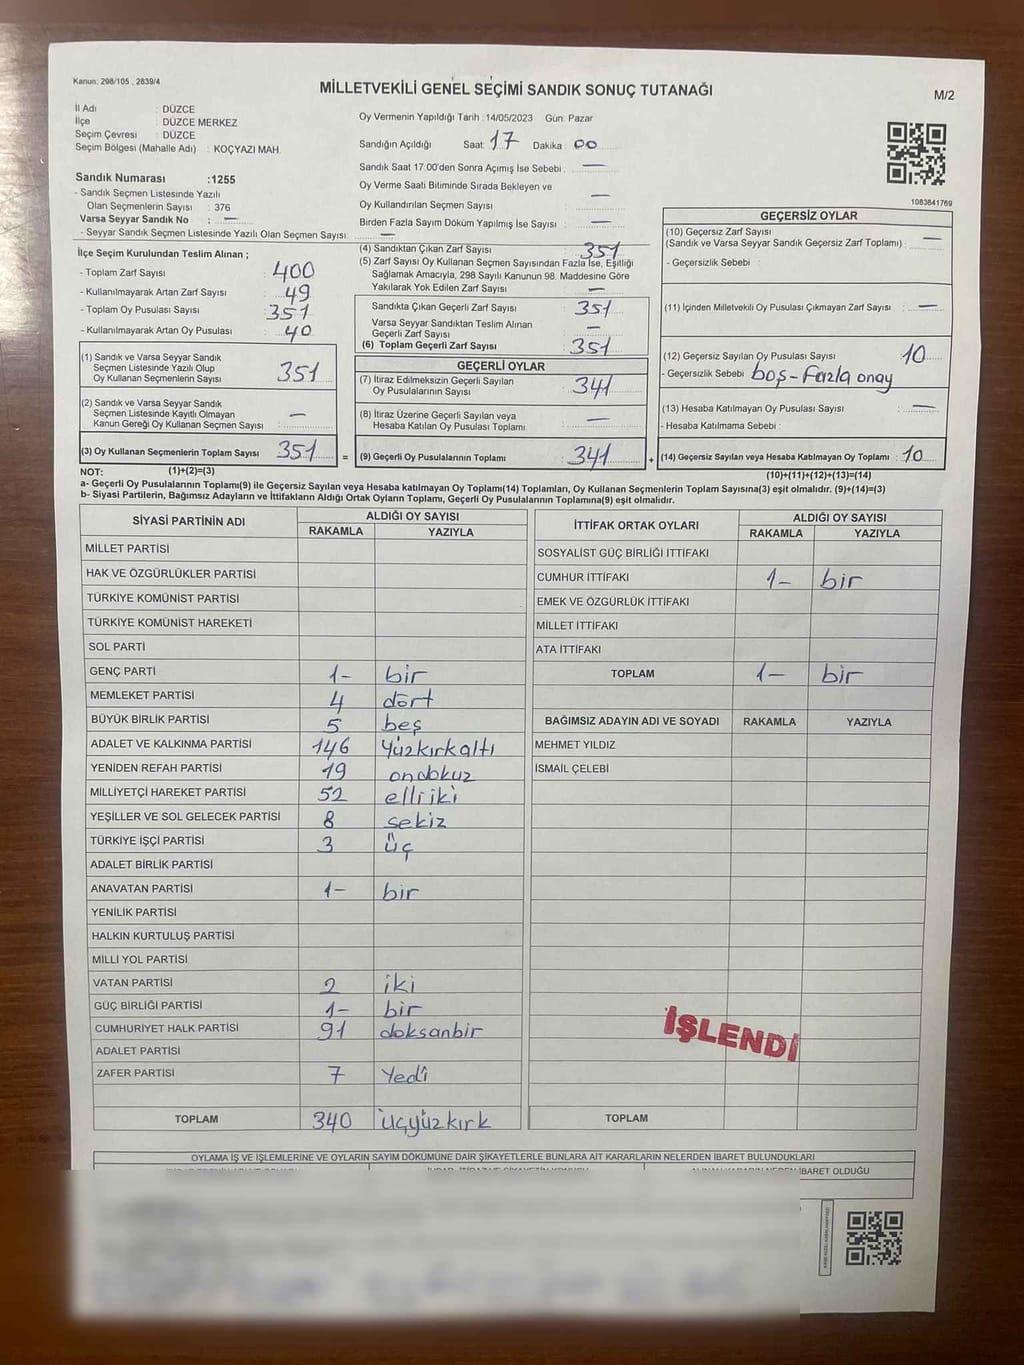 Kanun: 298/105 , 2839/4
MİLLETVEKİLİ GENEL SEÇİMİ SANDIK SONUÇ TUTANAĞI
M/2
İl Adı : DÜZCE
İlçe : DÜZCE MERKEZ
Seçim Çevresi : DÜZCE
Seçim Bölgesi (Mahalle Adı) : KOÇYAZI MAH.
Oy Vermenin Yapıldığı Tarih :14/05/2023 Gün: Pazar
Sandığın Açıldığı Saat: 17 Dakika: 00
Sandık Saat 17:00'den Sonra Açımış İse Sebebi : —
Oy Verme Saati Bitiminde Sırada Bekleyen ve
Oy Kullandırılan Seçmen Sayısı : —
Birden Fazla Sayım Döküm Yapılmış İse Sayısı : —
1083641769
Sandık Numarası :1255
- Sandık Seçmen Listesinde Yazılı
Olan Seçmenlerin Sayısı : 376
Varsa Seyyar Sandık No : —
- Seyyar Sandık Seçmen Listesinde Yazılı Olan Seçmen Sayısı: —
İlçe Seçim Kurulundan Teslim Alınan ;
- Toplam Zarf Sayısı : 400
- Kullanılmayarak Artan Zarf Sayısı : 49
- Toplam Oy Pusulası Sayısı : 351
- Kullanılmayarak Artan Oy Pusulası : 40
(1) Sandık ve Varsa Seyyar Sandık
Seçmen Listesinde Yazılı Olup
Oy Kullanan Seçmenlerin Sayısı : 351
(2) Sandık ve Varsa Seyyar Sandık
Seçmen Listesinde Kayıtlı Olmayan
Kanun Gereği Oy Kullanan Seçmen Sayısı : —
(3) Oy Kullanan Seçmenlerin Toplam Sayısı : 351 =
(4) Sandıktan Çıkan Zarf Sayısı : 351
(5) Zarf Sayısı Oy Kullanan Seçmen Sayısından Fazla İse, Eşitliği
Sağlamak Amacıyla, 298 Sayılı Kanunun 98. Maddesine Göre
Yakılarak Yok Edilen Zarf Sayısı : —
Sandıkta Çıkan Geçerli Zarf Sayısı : 351
Varsa Seyyar Sandıktan Teslim Alınan
Geçerli Zarf Sayısı : —
(6) Toplam Geçerli Zarf Sayısı : 351
GEÇERLİ OYLAR
(7) İtiraz Edilmeksizin Geçerli Sayılan
Oy Pusulalarının Sayısı : 341
(8) İtiraz Üzerine Geçerli Sayılan veya
Hesaba Katılan Oy Pusulası Toplamı : —
(9) Geçerli Oy Pusulalarının Toplamı : 341 +
GEÇERSİZ OYLAR
(10) Geçersiz Zarf Sayısı
(Sandık ve Varsa Seyyar Sandık Geçersiz Zarf Toplamı) : —
- Geçersizlik Sebebi :
(11) İçinden Milletvekili Oy Pusulası Çıkmayan Zarf Sayısı : —
(12) Geçersiz Sayılan Oy Pusulası Sayısı : 10
- Geçersizlik Sebebi : boş-Fazla onay
(13) Hesaba Katılmayan Oy Pusulası Sayısı : —
- Hesaba Katılmama Sebebi :
(14) Geçersiz Sayılan veya Hesaba Katılmayan Oy Toplamı : 10
NOT: (1)+(2)=(3)
(10)+(11)+(12)+(13)=(14)
a- Geçerli Oy Pusulasının Toplamı(9) ile Geçersiz Sayılan veya Hesaba katılmayan Oy Toplamı(14) Toplamları, Oy Kullanan Seçmenlerin Toplam Sayısına(3) eşit olmalıdır. (9)+(14)=(3)
b- Siyasi Partilerin, Bağımsız Adayların ve İttifakların Aldığı Ortak Oyların Toplamı, Geçerli Oy Pusulalarının Toplamına(9) eşit olmalıdır.
SİYASİ PARTİNİN ADI ALDIĞI OY SAYISI
RAKAMLA YAZIYLA
MİLLET PARTİSİ
HAK VE ÖZGÜRLÜKLER PARTİSİ
TÜRKİYE KOMÜNİST PARTİSİ
TÜRKİYE KOMÜNİST HAREKETİ
SOL PARTİ
GENÇ PARTİ 1- bir
MEMLEKET PARTİSİ 4 dört
BÜYÜK BİRLİK PARTİSİ 5 beş
ADALET VE KALKINMA PARTİSİ 146 Yüzkırkaltı
YENİDEN REFAH PARTİSİ 19 ondokuz
MİLLİYETÇİ HAREKET PARTİSİ 52 elliiki
YEŞİLLER VE SOL GELECEK PARTİSİ 8 sekiz
TÜRKİYE İŞÇİ PARTİSİ 3 üç
ADALET BİRLİK PARTİSİ
ANAVATAN PARTİSİ 1- bir
YENİLİK PARTİSİ
HALKIN KURTULUŞ PARTİSİ
MİLLİ YOL PARTİSİ
VATAN PARTİSİ 2 iki
GÜÇ BİRLİĞİ PARTİSİ 1- bir
CUMHURİYET HALK PARTİSİ 91 doksanbir
ADALET PARTİSİ
ZAFER PARTİSİ 7 Yedi
TOPLAM 340 üçyüzkırk
İTTİFAK ORTAK OYLARI ALDIĞI OY SAYISI
RAKAMLA YAZIYLA
SOSYALİST GÜÇ BİRLİĞİ İTTİFAKI
CUMHUR İTTİFAKI 1- bir
EMEK VE ÖZGÜRLÜK İTTİFAKI
MİLLET İTTİFAKI
ATA İTTİFAKI
TOPLAM 1- bir
BAĞIMSIZ ADAYIN ADI VE SOYADI RAKAMLA YAZIYLA
MEHMET YILDIZ
İSMAİL ÇELEBİ
İŞLENDİ
TOPLAM
OYLAMA İŞ VE İŞLEMLERİNE VE OYLARIN SAYIM DÖKÜMÜNE DAİR ŞİKAYETLERLE BUNLARA AİT KARARLARIN NELERDEN İBARET BULUNDUKLARI
İBARET OLDUĞU